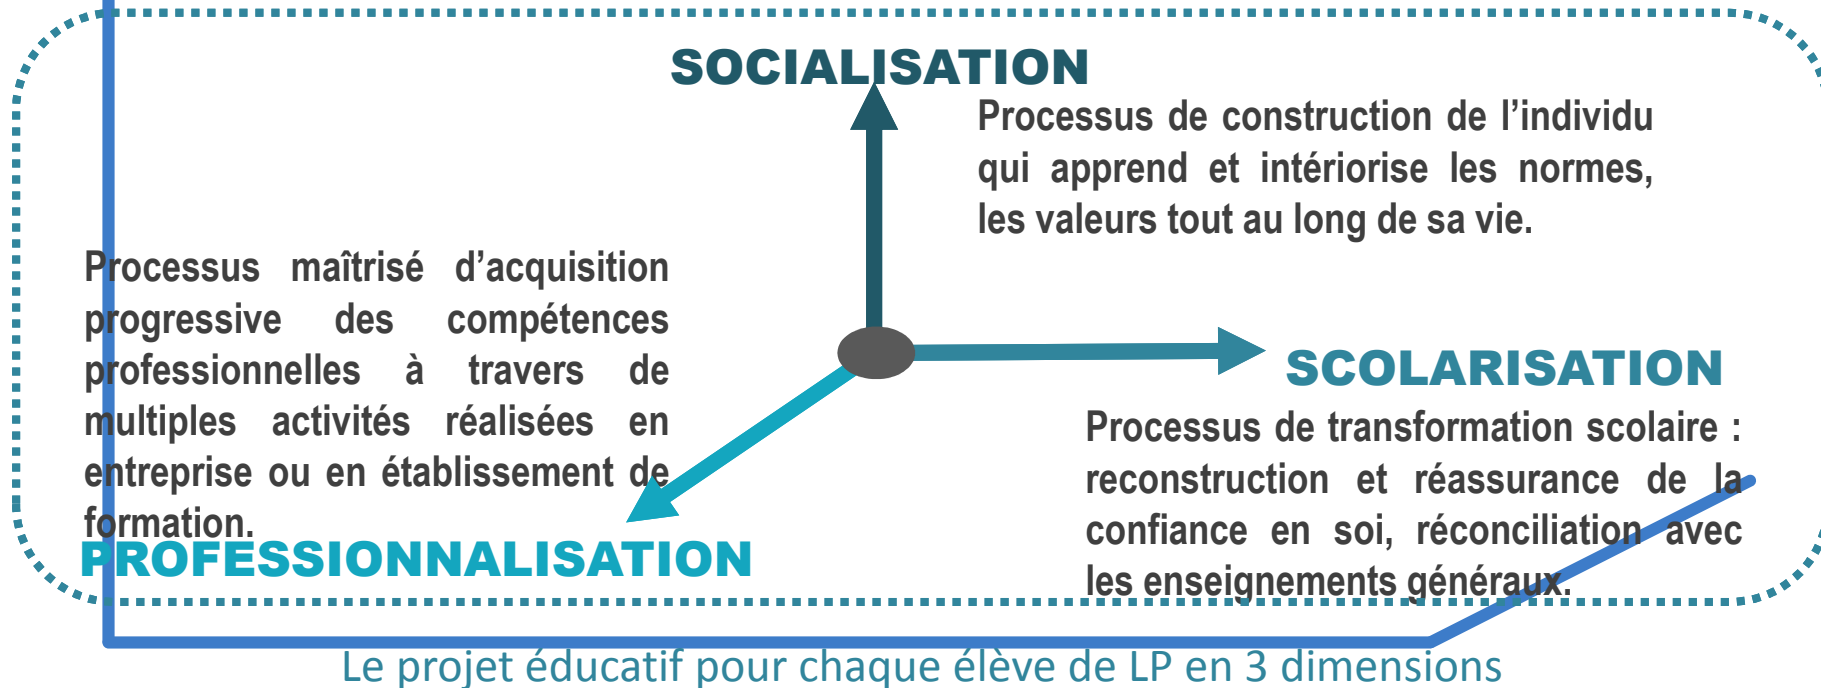 SOCIALISATION
Processus de construction de l’individu
qui apprend et intériorise les normes,
les valeurs tout au long de sa vie.
Processus maîtrisé d’acquisition
progressive des compétences
professionnelles à travers de
multiples activités réalisées en
entreprise ou en établissement de
formation.
PROFESSIONNALISATION
SCOLARISATION
Processus de transformation scolaire :
reconstruction et réassurance de la
confiance en soi, réconciliation avec
les enseignements généraux.
Le projet éducatif pour chaque élève de LP en 3 dimensions